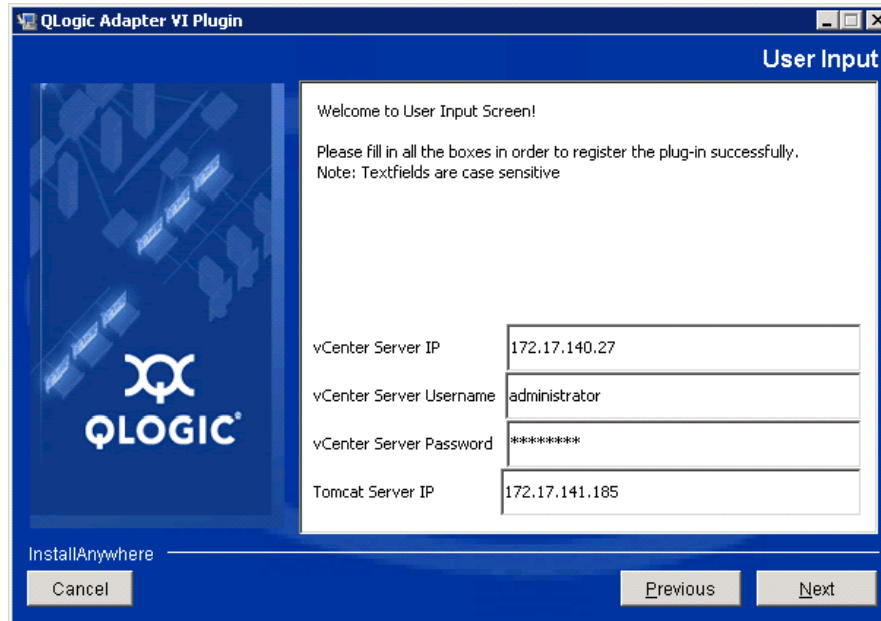 QLogic Adapter VI Plugin
User Input
Welcome to User Input Screen!
Please fill in all the boxes in order to register the plug-in successfully.
Note: Textfields are case sensitive
vCenter Server IP
172.17.140.27
vCenter Server Username
administrator
vCenter Server Password
********
Tomcat Server IP
172.17.141.185
QLOGIC®
InstallAnywhere
Cancel
Previous
Next